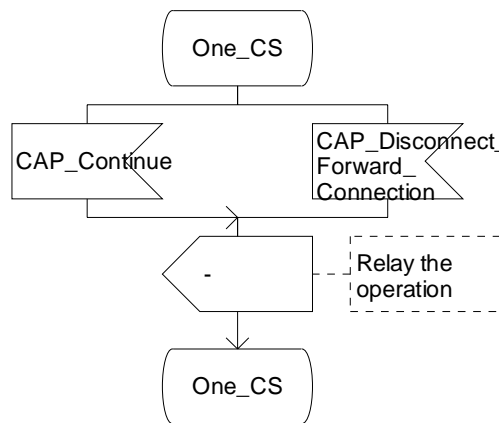 One_CS
CAP_Continue
CAP_Disconnect_
Forward_
Connection
-
Relay the
operation
One_CS